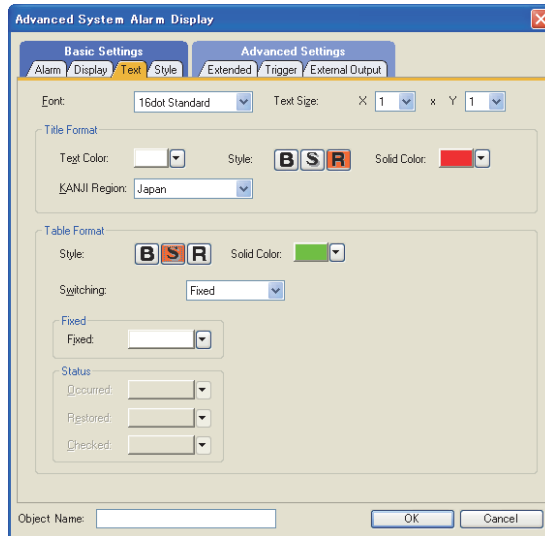 Advanced System Alarm Display
Basic Settings Advanced Settings
Alarm Display Text Style Extended Trigger External Output
Font: 16dot Standard Text Size: X 1 x Y 1
Title Format
Text Color: Style: B S R Solid Color:
KANJI Region: Japan
Table Format
Style: B S R Solid Color:
Switching: Fixed
Fixed
Fixed:
Status
Occurred:
Restored:
Checked:
Object Name: OK Cancel